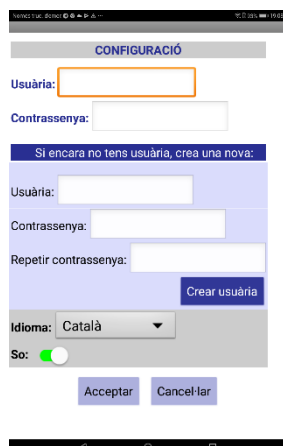 CONFIGURACIÓ
Usuària:
Contrassenya:
Si encara no tens usuària, crea una nova:
Usuària:
Contrassenya:
Repetir contrassenya:
Crear usuària
Idioma: Català
So:
Acceptar Cancel·lar